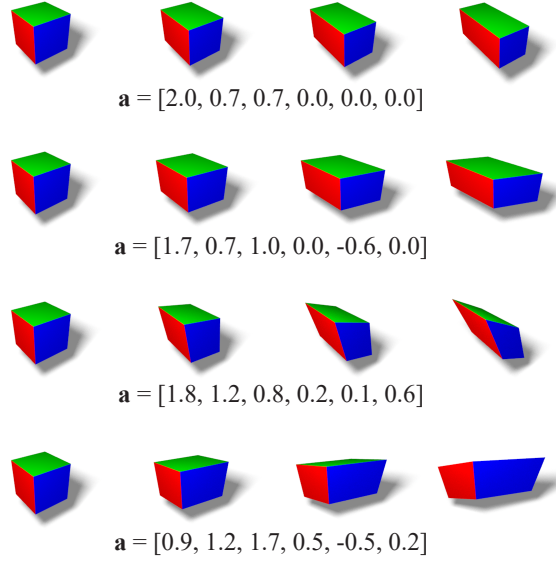 a = [2.0, 0.7, 0.7, 0.0, 0.0, 0.0]
a = [1.7, 0.7, 1.0, 0.0, -0.6, 0.0]
a = [1.8, 1.2, 0.8, 0.2, 0.1, 0.6]
a = [0.9, 1.2, 1.7, 0.5, -0.5, 0.2]